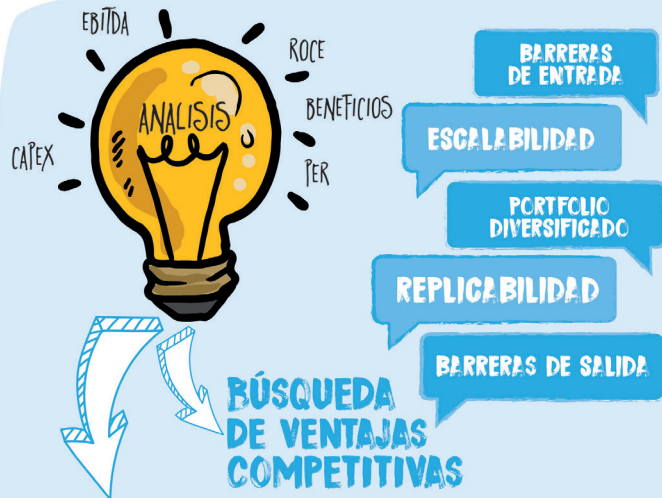 EBITDA
ROCE
ANALISIS
BENEFICIOS
CAPEX
PER
BARRERAS
DE ENTRADA
ESCALABILIDAD
PORTFOLIO
DIVERSIFICADO
REPLICABILIDAD
BARRERAS DE SALIDA
BÚSQUEDA
DE VENTAJAS
COMPETITIVAS